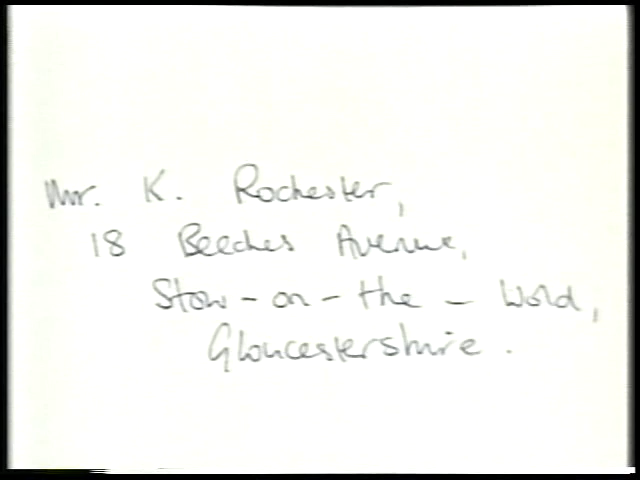 Mr. K. Rochester,
18 Beeches Avenue,
Stow-on-the-Wold,
Gloucestershire.